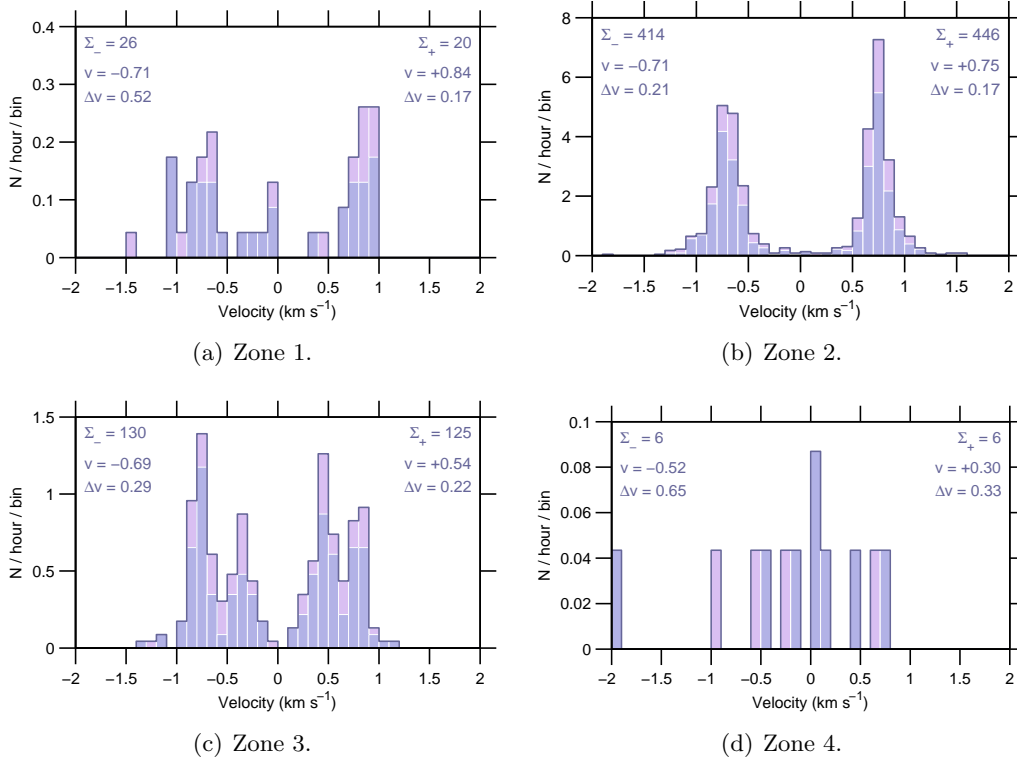 0.4
0.3
0.2
0.1
0
N / hour / bin
Σ− = 26
v = −0.71
Δv = 0.52
Σ+ = 20
v = +0.84
Δv = 0.17
−2 −1.5 −1 −0.5 0 0.5 1 1.5 2
Velocity (km s−1)
(a) Zone 1.
8
6
4
2
0
N / hour / bin
Σ− = 414
v = −0.71
Δv = 0.21
Σ+ = 446
v = +0.75
Δv = 0.17
−2 −1.5 −1 −0.5 0 0.5 1 1.5 2
Velocity (km s−1)
(b) Zone 2.
1.5
1
0.5
0
N / hour / bin
Σ− = 130
v = −0.69
Δv = 0.29
Σ+ = 125
v = +0.54
Δv = 0.22
−2 −1.5 −1 −0.5 0 0.5 1 1.5 2
Velocity (km s−1)
(c) Zone 3.
0.1
0.08
0.06
0.04
0.02
0
N / hour / bin
Σ− = 6
v = −0.52
Δv = 0.65
Σ+ = 6
v = +0.30
Δv = 0.33
−2 −1.5 −1 −0.5 0 0.5 1 1.5 2
Velocity (km s−1)
(d) Zone 4.